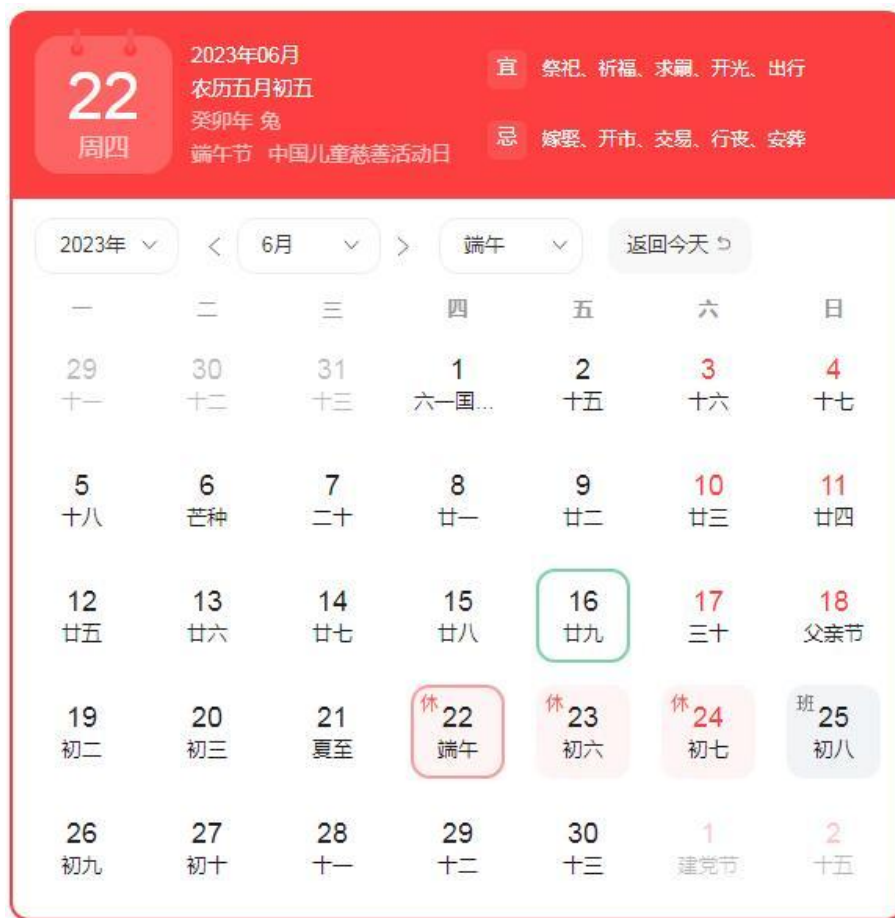 22
周四
2023年06月
农历五月初五
癸卯年 兔
端午节 中国儿童慈善活动日
宜 祭祀、祈福、求嗣、开光、出行
忌 嫁娶、开市、交易、行丧、安葬
2023年 6月 端午 返回今天
一 二 三 四 五 六 日
29 30 31 1 2 3 4
十一 十二 十三 六一国... 十五 十六 十七
5 6 7 8 9 10 11
十八 芒种 二十 廿一 廿二 廿三 廿四
12 13 14 15 16 17 18
廿五 廿六 廿七 廿八 廿九 三十 父亲节
19 20 21 休 22 休 23 休 24 班 25
初二 初三 夏至 端午 初六 初七 初八
26 27 28 29 30 1 2
初九 初十 十一 十二 十三 建党节 十五